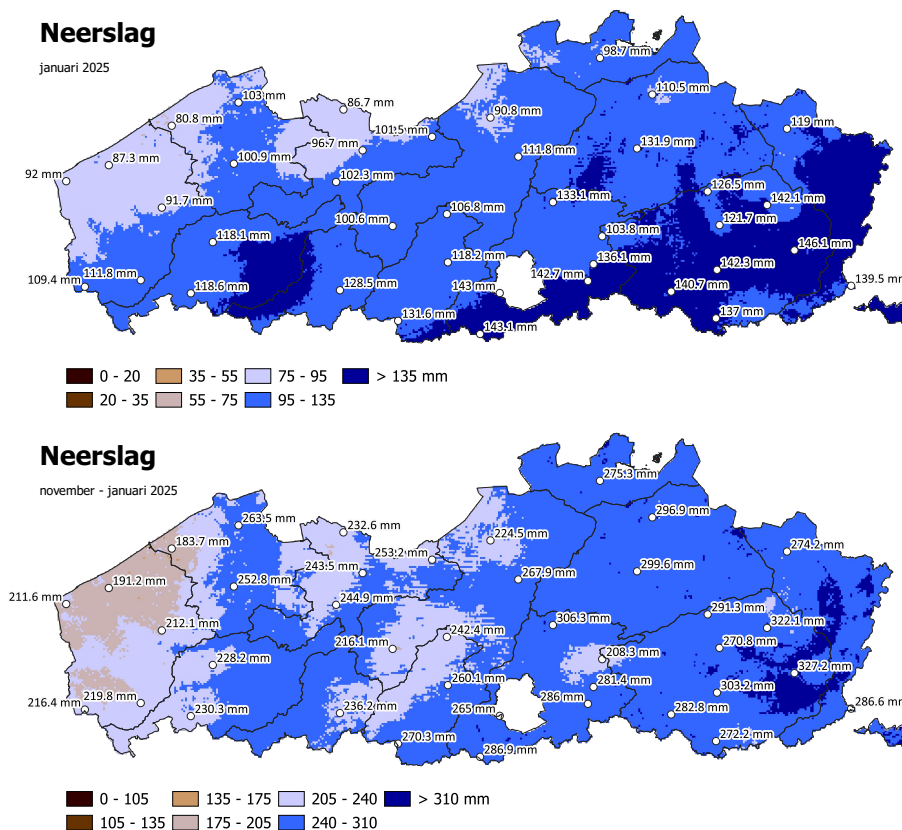 Neerslag
januari 2025
98.7 mm
103 mm
86.7 mm
110.5 mm
80.8 mm
90.8 mm
101.5 mm
119 mm
87.3 mm
100.9 mm
96.7 mm
111.8 mm
131.9 mm
92 mm
102.3 mm
126.5 mm
91.7 mm
133.1 mm
142.1 mm
100.6 mm
106.8 mm
121.7 mm
118.1 mm
103.8 mm
118.2 mm
146.1 mm
109.4 mm
111.8 mm
136.1 mm
142.7 mm
142.3 mm
139.5 mm
118.6 mm
128.5 mm
143 mm
140.7 mm
131.6 mm
143.1 mm
137 mm
0 - 20
35 - 55
75 - 95
> 135 mm
20 - 35
55 - 75
95 - 135
Neerslag
november - januari 2025
275.3 mm
263.5 mm
232.6 mm
296.9 mm
183.7 mm
224.5 mm
253.2 mm
274.2 mm
191.2 mm
252.8 mm
243.5 mm
267.9 mm
299.6 mm
211.6 mm
244.9 mm
291.3 mm
212.1 mm
306.3 mm
322.1 mm
216.1 mm
242.4 mm
270.8 mm
228.2 mm
208.3 mm
260.1 mm
327.2 mm
216.4 mm
219.8 mm
281.4 mm
286 mm
303.2 mm
286.6 mm
230.3 mm
236.2 mm
265 mm
282.8 mm
270.3 mm
286.9 mm
272.2 mm
0 - 105
135 - 175
205 - 240
> 310 mm
105 - 135
175 - 205
240 - 310